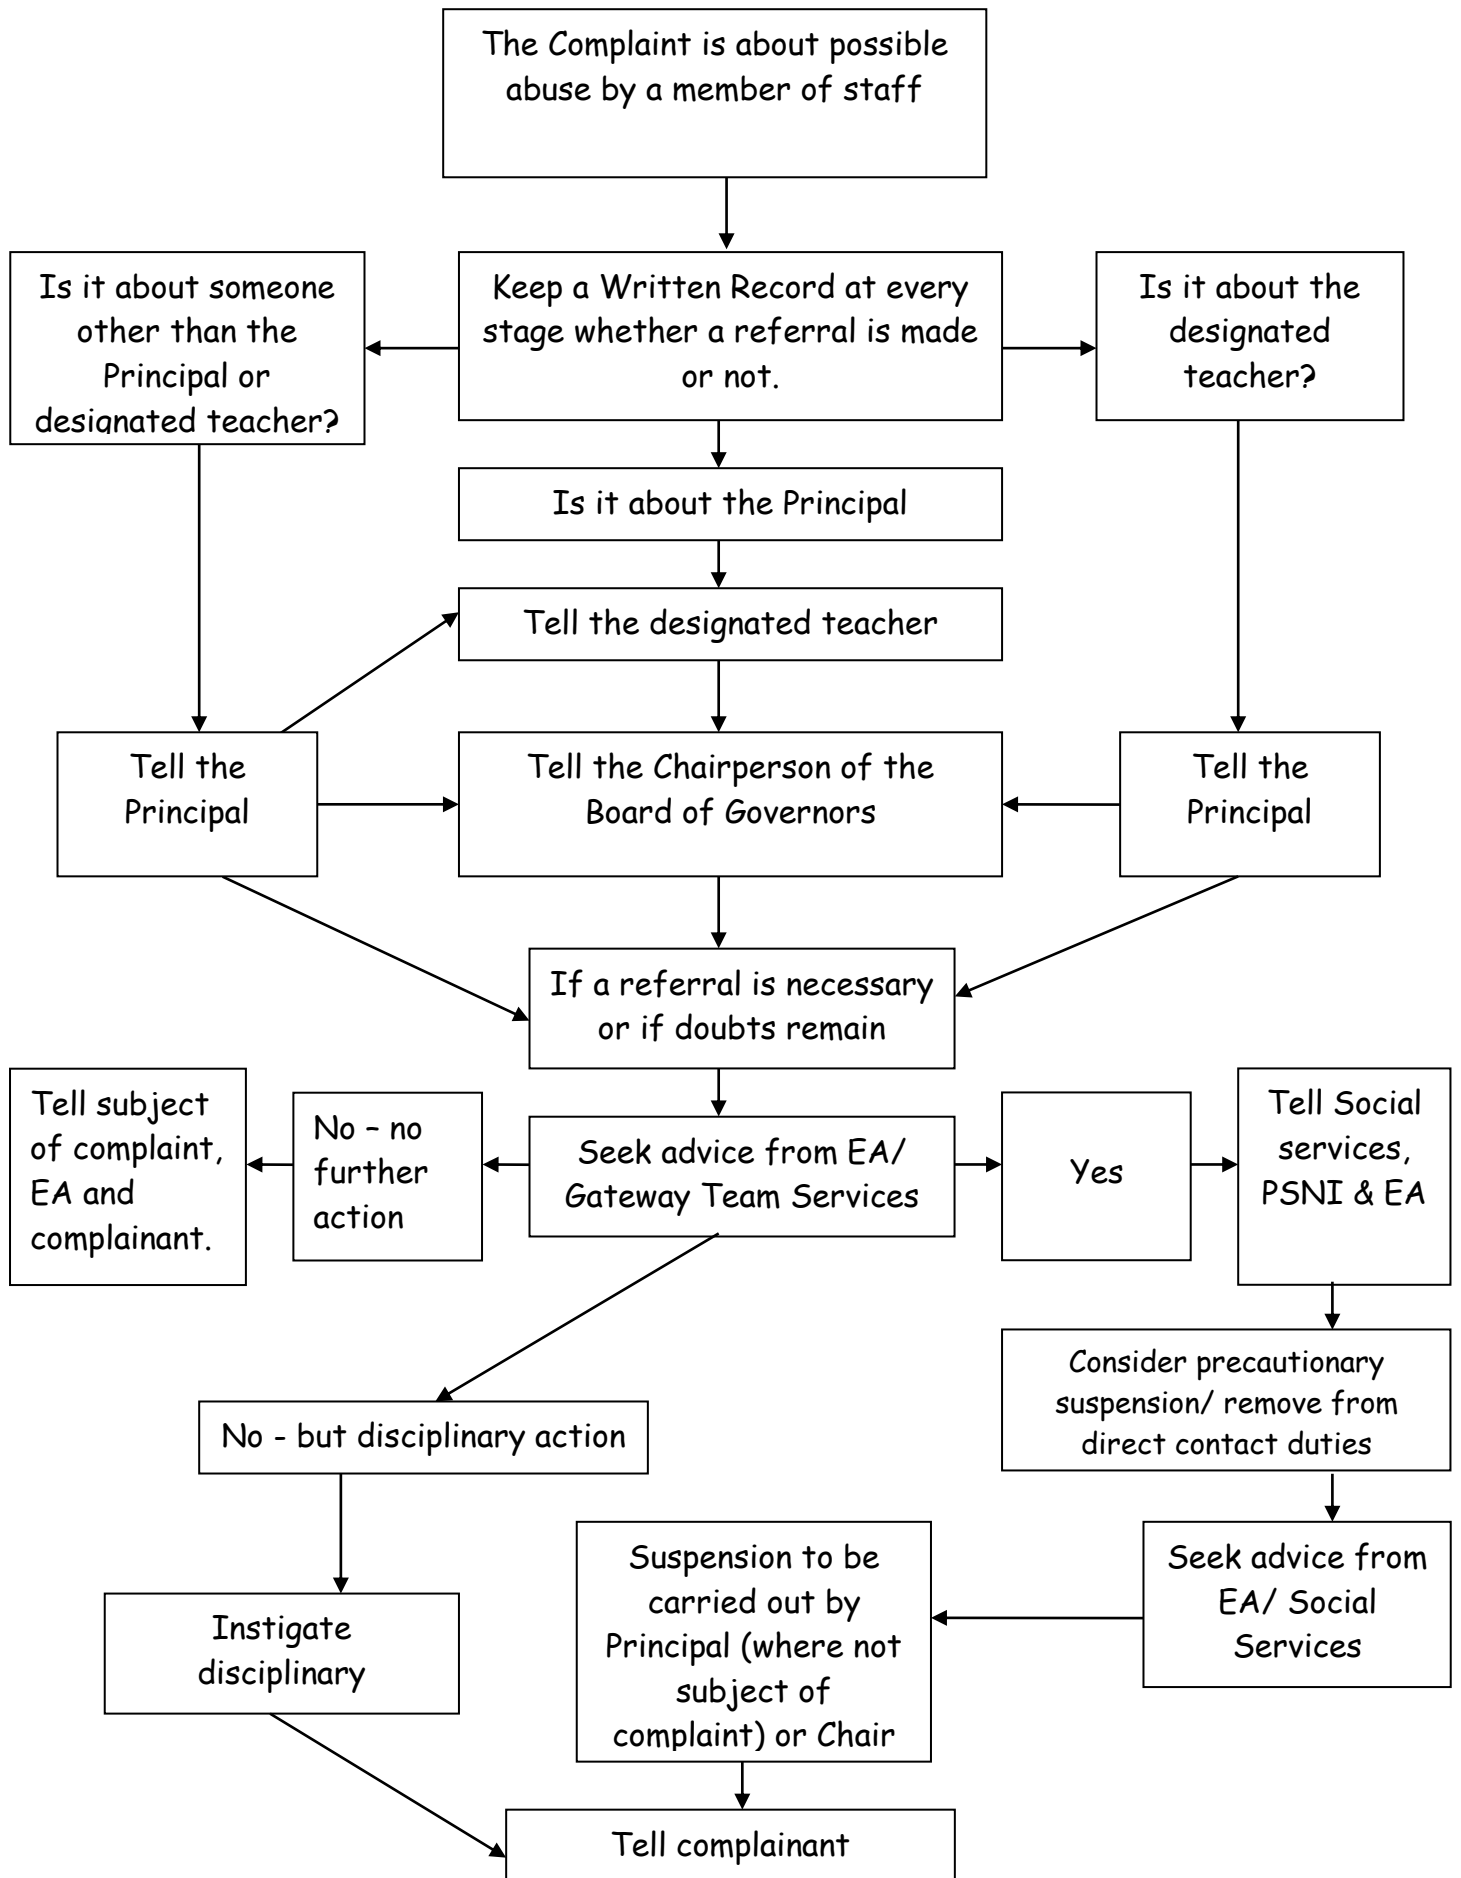 The Complaint is about possible
abuse by a member of staff
Is it about someone
other than the
Principal or
designated teacher?
Keep a Written Record at every
stage whether a referral is made
or not.
Is it about the
designated
teacher?
Is it about the Principal
Tell the designated teacher
Tell the
Principal
Tell the Chairperson of the
Board of Governors
Tell the
Principal
If a referral is necessary
or if doubts remain
Tell subject
of complaint,
EA and
complainant.
No – no
further
action
Seek advice from EA/
Gateway Team Services
Yes
Tell Social
services,
PSNI & EA
Consider precautionary
suspension/ remove from
direct contact duties
No - but disciplinary action
Suspension to be
carried out by
Principal (where not
subject of
complaint) or Chair
Seek advice from
EA/ Social
Services
Instigate
disciplinary
Tell complainant